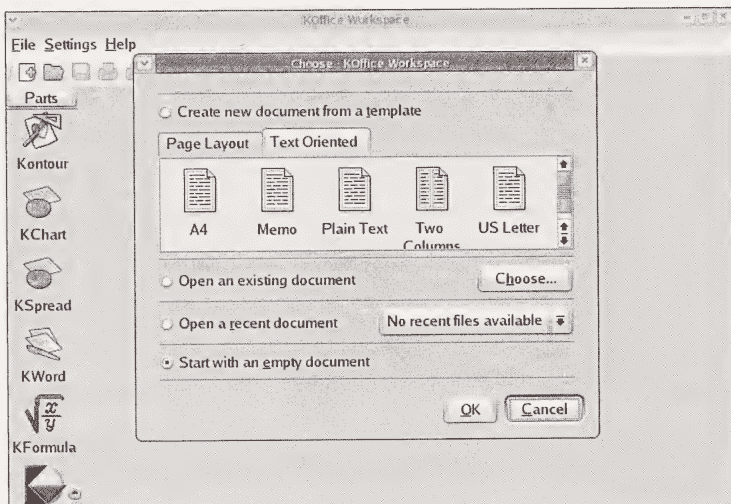 KOffice Workspace
File Settings Help
Choose - KOffice Workspace
Parts
Kontour
KChart
KSpread
KWord
x
y
KFormula
Create new document from a template
Page Layout Text Oriented
A4 Memo Plain Text Two Columns US Letter
Open an existing document Choose...
Open a recent document No recent files available
Start with an empty document
OK Cancel